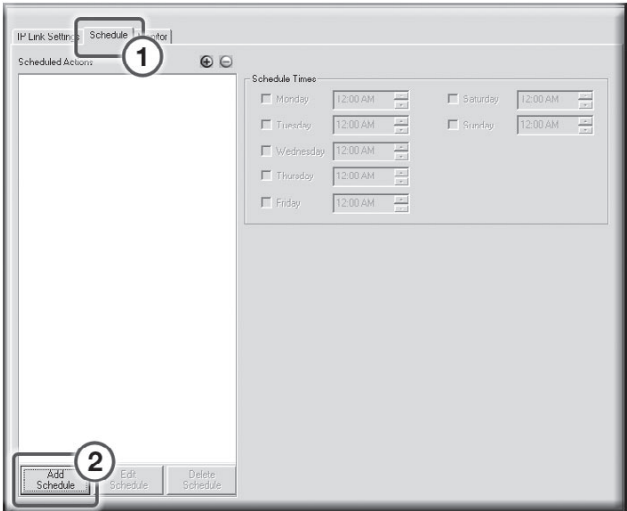 IP Link Settings Schedule Monitor
1
Scheduled Actions
Schedule Times
Monday 12:00 AM Saturday 12:00 AM
Tuesday 12:00 AM Sunday 12:00 AM
Wednesday 12:00 AM
Thursday 12:00 AM
Friday 12:00 AM
2
Add Schedule Edit Schedule Delete Schedule